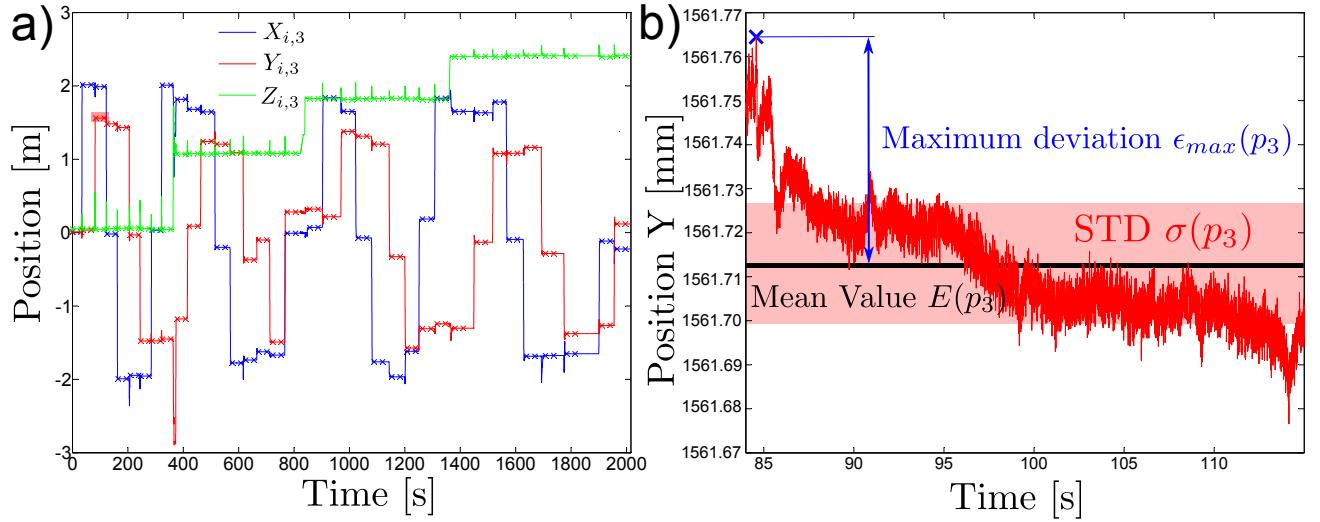 a)
X_{i,3}
Y_{i,3}
Z_{i,3}
Position [m]
3
2
1
0
-1
-2
-3
0 200 400 600 800 1000 1200 1400 1600 1800 2000
Time [s]
b)
Position Y [mm]
1561.77
1561.76
1561.75
1561.74
1561.73
1561.72
1561.71
1561.70
1561.69
1561.68
1561.67
Maximum deviation ϵ_{max}(p_3)
STD σ(p_3)
Mean Value E(p_3)
85 90 95 100 105 110
Time [s]